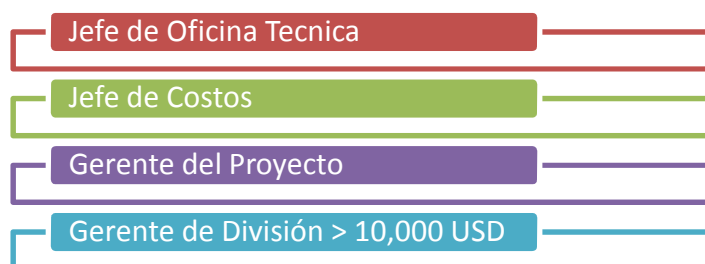 Jefe de Oficina Tecnica
Jefe de Costos
Gerente del Proyecto
Gerente de División > 10,000 USD